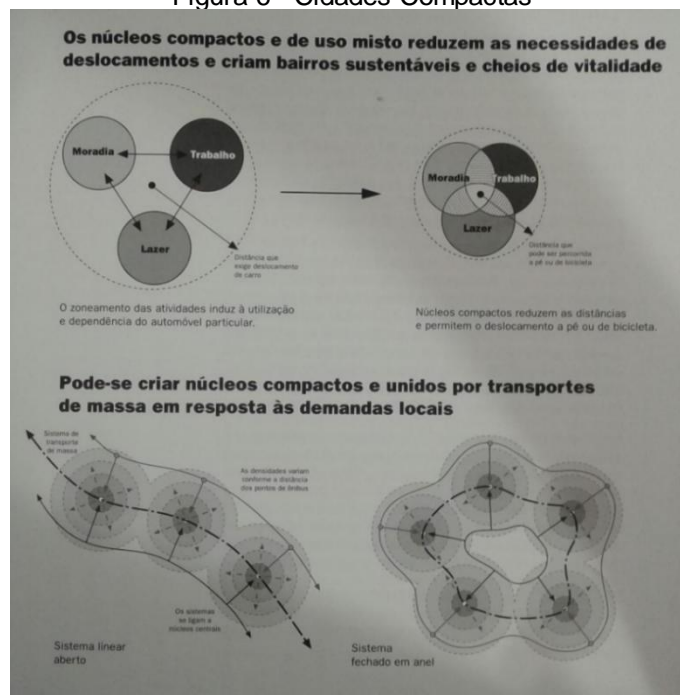 Figura 6 - Cidades Compactas
Os núcleos compactos e de uso misto reduzem as necessidades de
deslocamentos e criam bairros sustentáveis e cheios de vitalidade
Moradia
Trabalho
Lazer
Distância que
exige deslocamento
de carro
Moradia
Trabalho
Lazer
Distância que
pode ser percorrida
a pé ou de bicicleta
O zoneamento das atividades induz à utilização
e dependência do automóvel particular.
Núcleos compactos reduzem as distâncias
e permitem o deslocamento a pé ou de bicicleta.
Pode-se criar núcleos compactos e unidos por transportes
de massa em resposta às demandas locais
Sistema de
transporte
de massa
As densidades variam
conforme a distância
dos pontos de ônibus
Os sistemas
se ligam a
núcleos centrais
Sistema linear
aberto
Sistema
fechado em anel